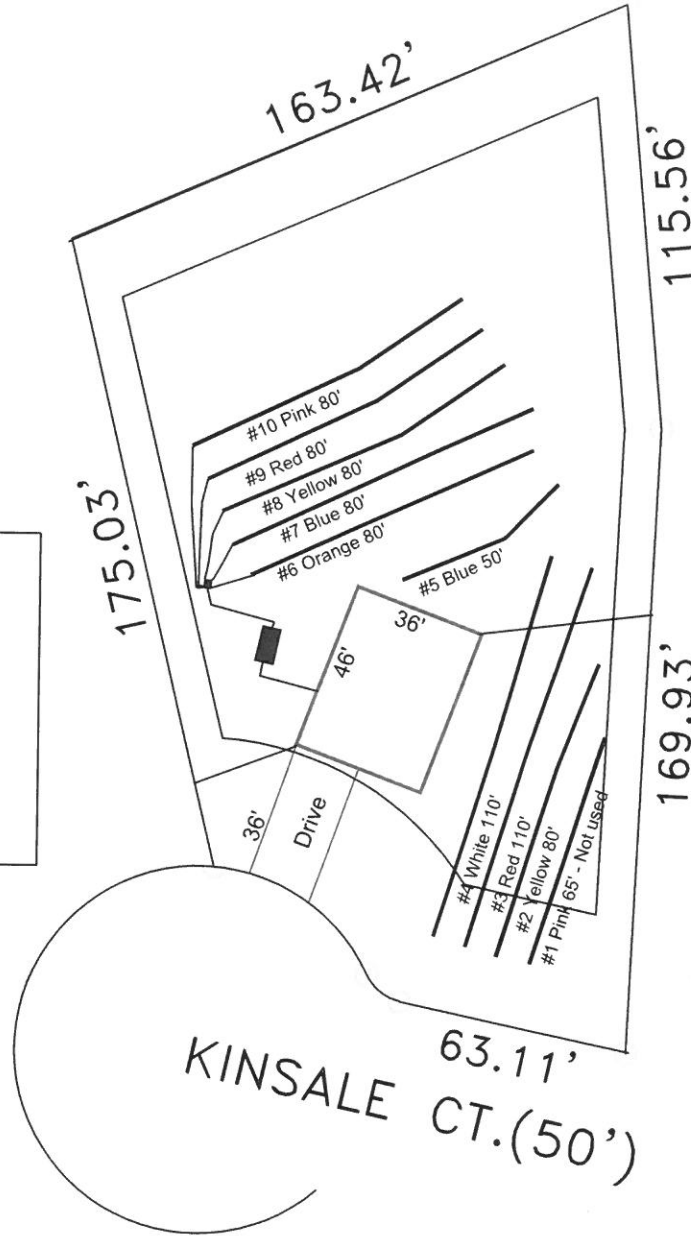 163.42'
115.56'
175.03'
#10 Pink 80'
#9 Red 80'
#8 Yellow 80'
#7 Blue 80'
#6 Orange 80'
#5 Blue 50'
36'
46'
169.93'
36'
Drive
#4 White 110'
#3 Red 110'
#2 Yellow 80'
#1 Pink 65' - Not used
63.11'
KINSALE CT.(50')